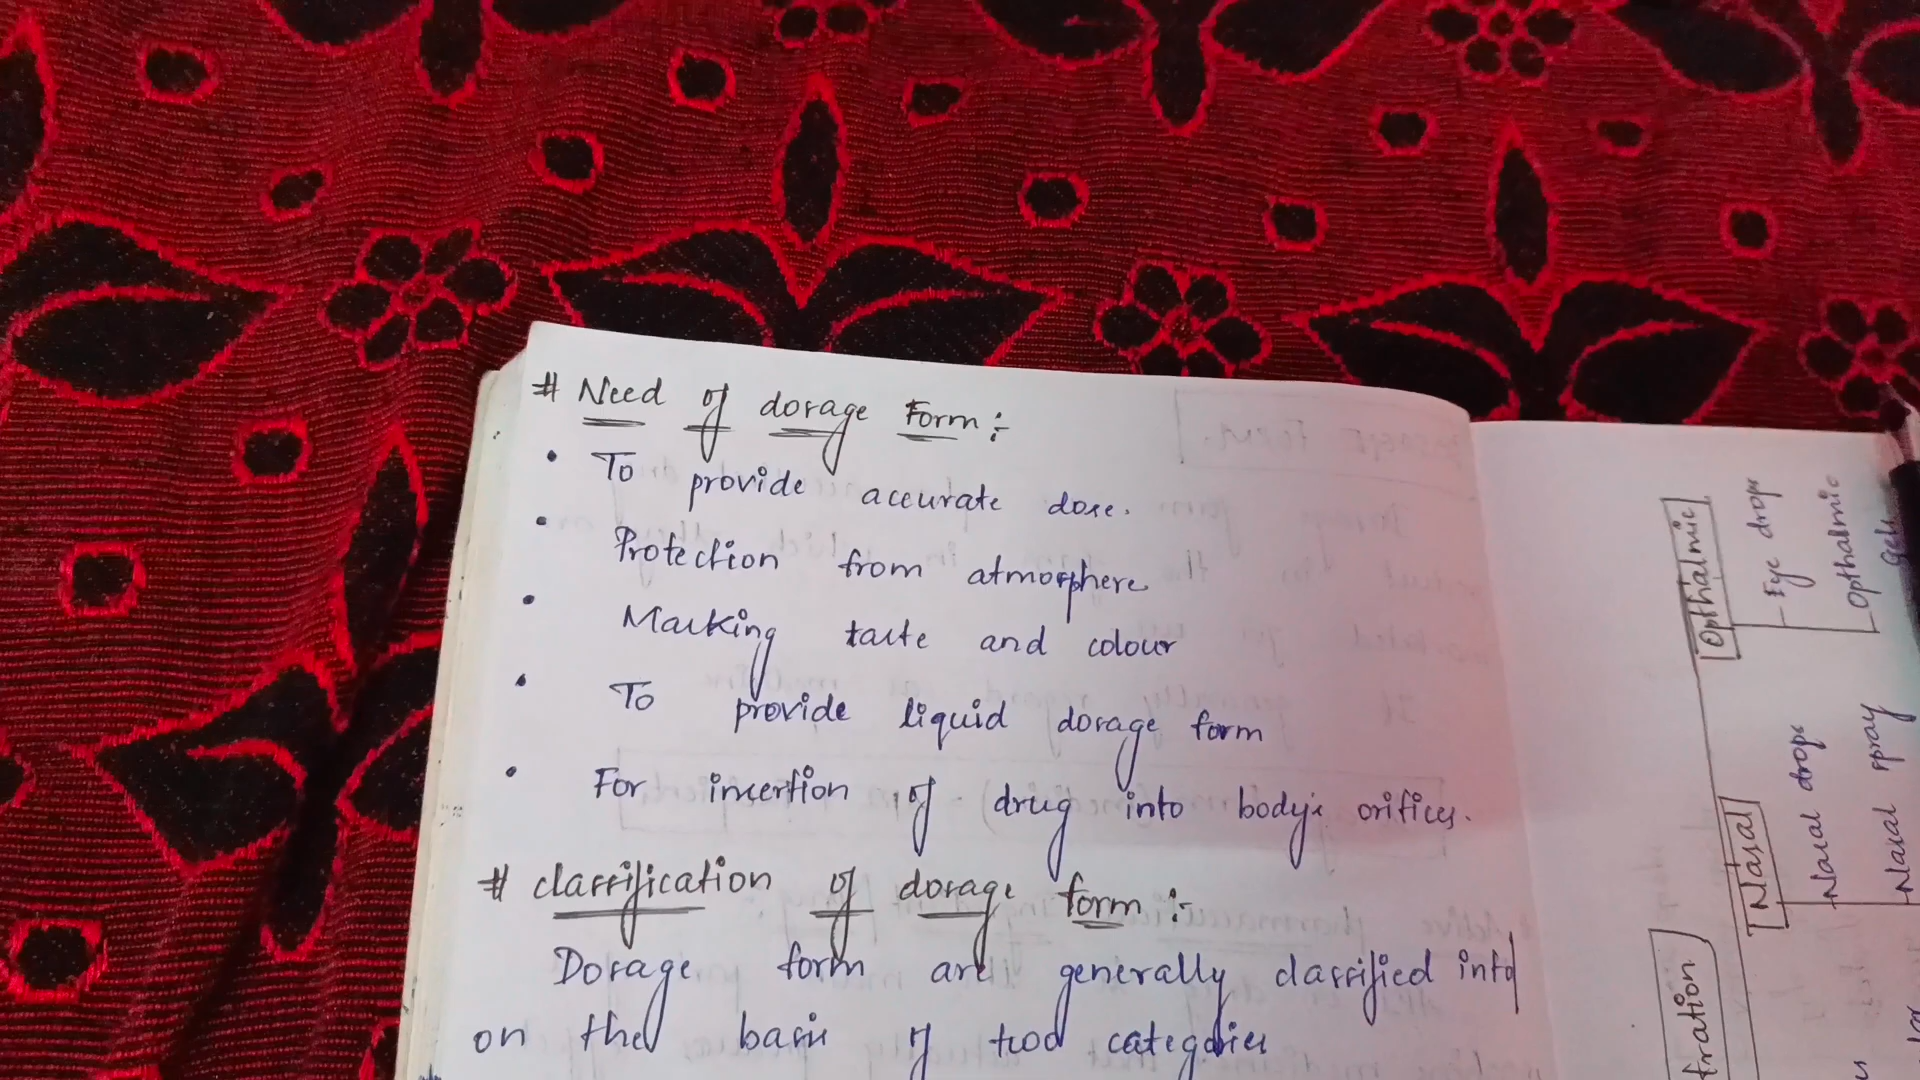 # Need of dosage Form :-
• To provide accurate dose.
• Protection from atmosphere
• Masking taste and colour
• To provide liquid dosage form
• For insertion of drug into body's orifices.
# classification of dosage form :-
Dosage form are generally classified into
on the basis of two categories
Opthalmic
Eye drops
Opthalmic
gels
Nasal
Nasal drops
Nasal spray